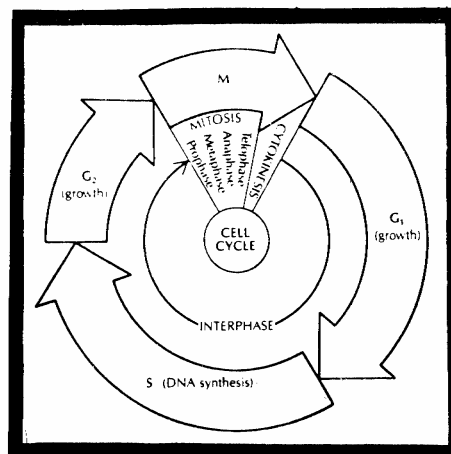 M
MITOSIS
Prophase
Metaphase
Anaphase
Telophase
CYTOKINESIS
G₂
(growth)
G₁
(growth)
CELL
CYCLE
INTERPHASE
S (DNA synthesis)